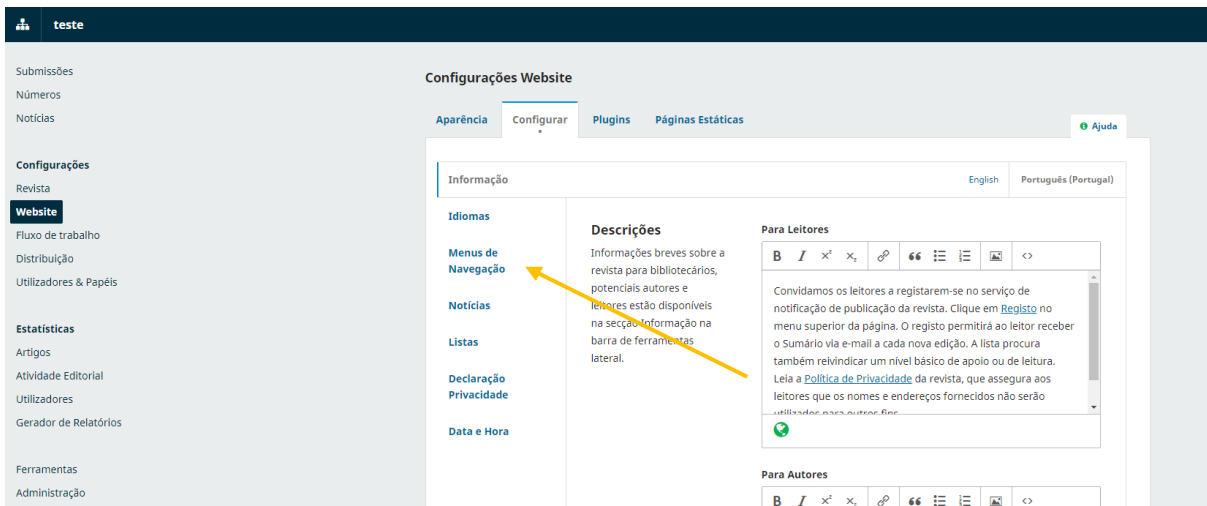 teste
Submissões
Números
Notícias
Configurações
Revista
Website
Fluxo de trabalho
Distribuição
Utilizadores & Papéis
Estatísticas
Artigos
Atividade Editorial
Utilizadores
Gerador de Relatórios
Ferramentas
Administração
Configurações Website
Aparência
Configurar
Plugins
Páginas Estáticas
Ajuda
Informação
English
Português (Portugal)
Idiomas
Menus de
Navegação
Notícias
Listas
Declaração
Privacidade
Data e Hora
Descrições
Informações breves sobre a
revista para bibliotecários,
potenciais autores e
leitores estão disponíveis
na secção Informação na
barra de ferramentas
lateral.
Para Leitores
Convidamos os leitores a registarem-se no serviço de
notificação de publicação da revista. Clique em Registo no
menu superior da página. O registo permitirá ao leitor receber
o Sumário via e-mail a cada nova edição. A lista procura
também reivindicar um nível básico de apoio ou de leitura.
Leia a Política de Privacidade da revista, que assegura aos
leitores que os nomes e endereços fornecidos não serão
utilizados para outros fins
Para Autores